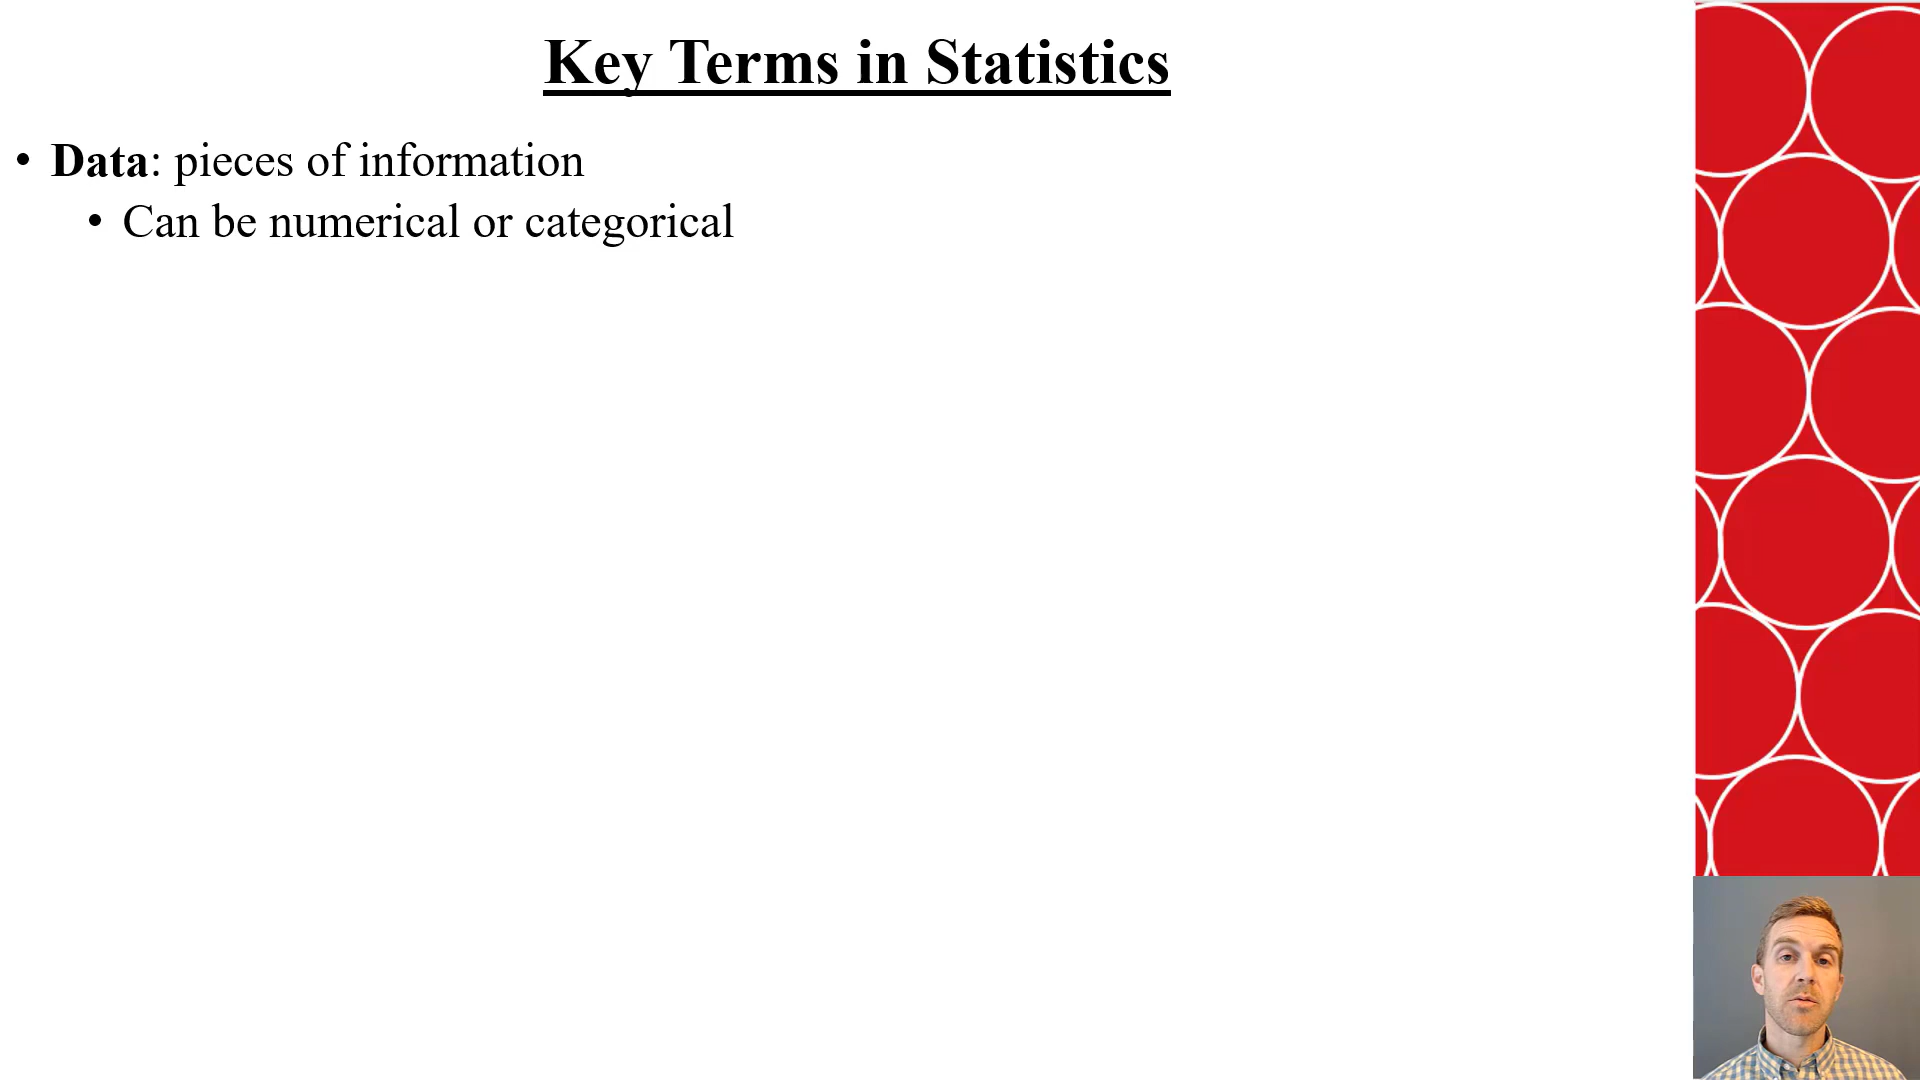 Key Terms in Statistics
• Data: pieces of information
• Can be numerical or categorical